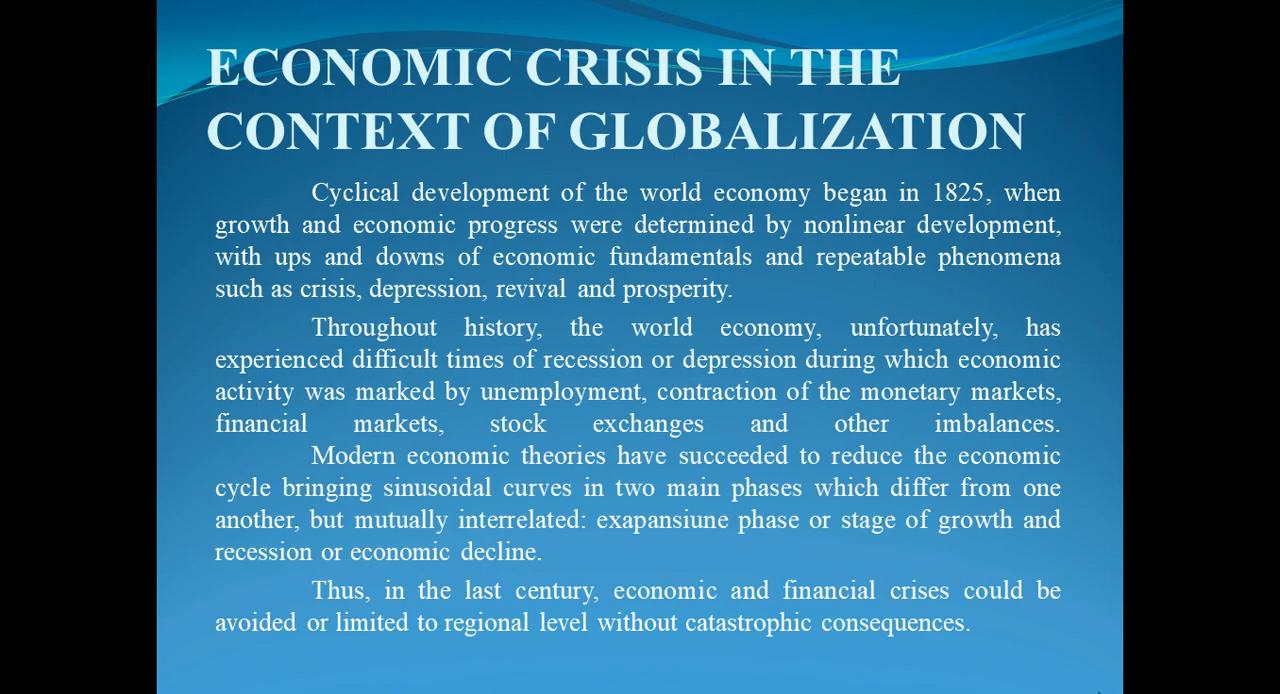 ECONOMIC CRISIS IN THE
CONTEXT OF GLOBALIZATION
Cyclical development of the world economy began in 1825, when
growth and economic progress were determined by nonlinear development,
with ups and downs of economic fundamentals and repeatable phenomena
such as crisis, depression, revival and prosperity.
Throughout history, the world economy, unfortunately, has
experienced difficult times of recession or depression during which economic
activity was marked by unemployment, contraction of the monetary markets,
financial markets, stock exchanges and other imbalances.
Modern economic theories have succeeded to reduce the economic
cycle bringing sinusoidal curves in two main phases which differ from one
another, but mutually interrelated: exapansiune phase or stage of growth and
recession or economic decline.
Thus, in the last century, economic and financial crises could be
avoided or limited to regional level without catastrophic consequences.